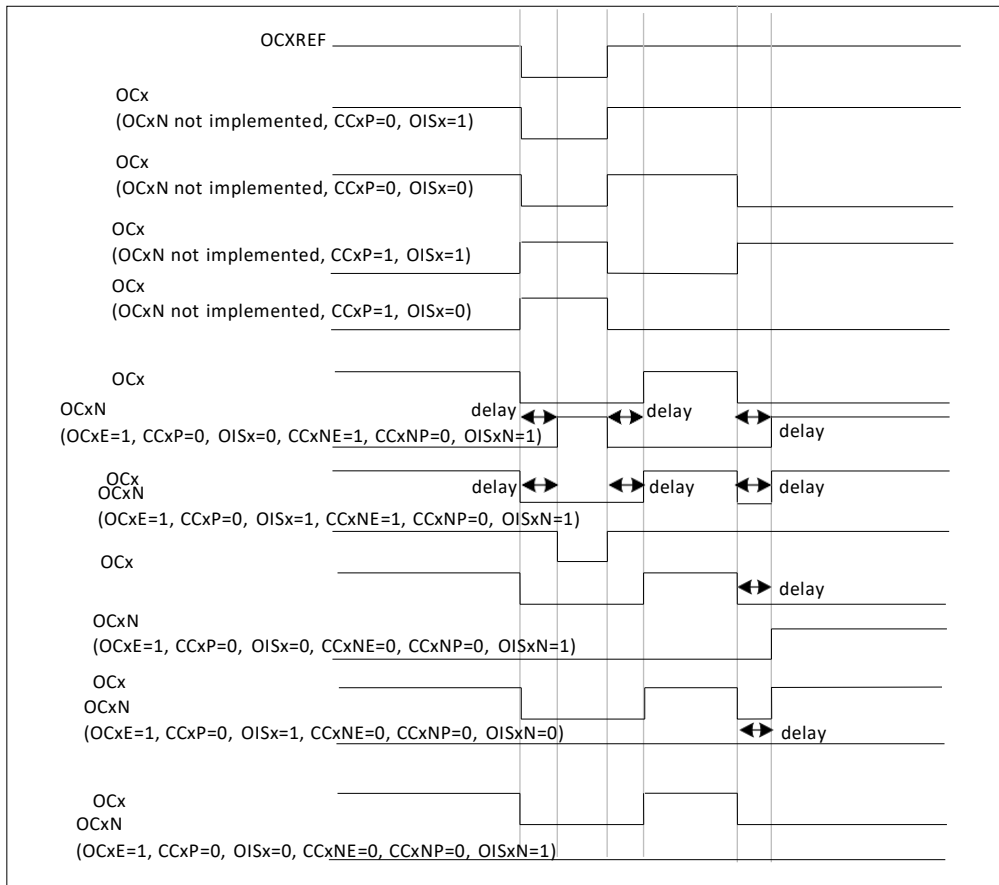 OCXREF
OCx
(OCxN not implemented, CCxP=0, OISx=1)
OCx
(OCxN not implemented, CCxP=0, OISx=0)
OCx
(OCxN not implemented, CCxP=1, OISx=1)
OCx
(OCxN not implemented, CCxP=1, OISx=0)
OCx
OCxN
delay
delay
delay
(OCxE=1, CCxP=0, OISx=0, CCxNE=1, CCxNP=0, OISxN=1)
OCx
OCxN
delay
delay
delay
(OCxE=1, CCxP=0, OISx=1, CCxNE=1, CCxNP=0, OISxN=1)
OCx
delay
OCxN
(OCxE=1, CCxP=0, OISx=0, CCxNE=0, CCxNP=0, OISxN=1)
OCx
OCxN
(OCxE=1, CCxP=0, OISx=1, CCxNE=0, CCxNP=0, OISxN=0)
delay
OCx
OCxN
(OCxE=1, CCxP=0, OISx=0, CCxNE=0, CCxNP=0, OISxN=1)